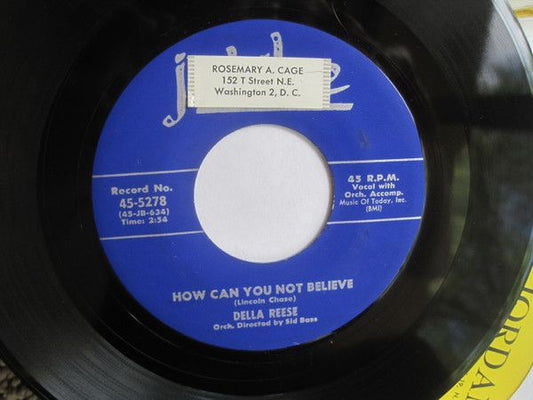 ROSEMARY A. CAGE
152 T Street N.E.
Washington 2, D. C.
Record No.
45-5278
(45-JB-634)
Time: 2:54
45 R.P.M.
Vocal with
Orch. Accomp.
Music Of Today, Inc.
(BMI)
HOW CAN YOU NOT BELIEVE
(Lincoln Chase)
DELLA REESE
Orch. Directed by Sid Bass
JORDA